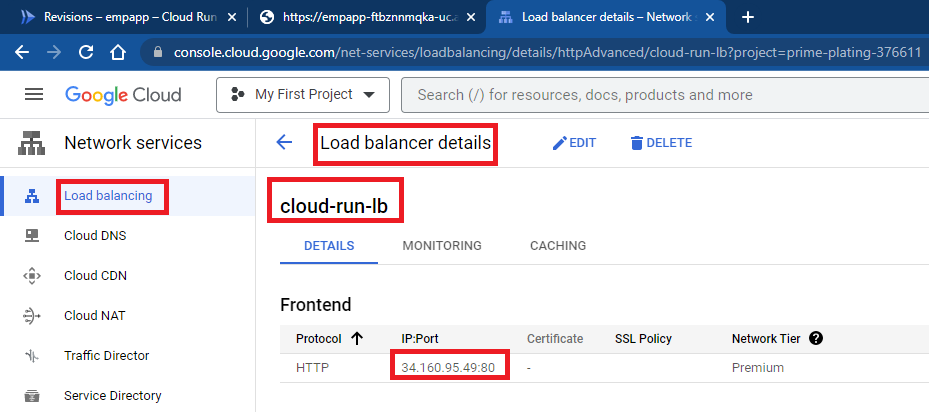 Revisions – empapp – Cloud Run
https://empapp-ftbznnmqka-uc.a
Load balancer details – Network
console.cloud.google.com/net-services/loadbalancing/details/httpAdvanced/cloud-run-lb?project=prime-plating-376611
Google Cloud
My First Project
Search (/) for resources, docs, products and more
Network services
Load balancer details
EDIT
DELETE
Load balancing
Cloud DNS
Cloud CDN
Cloud NAT
Traffic Director
Service Directory
cloud-run-lb
DETAILS
MONITORING
CACHING
Frontend
Protocol IP:Port Certificate SSL Policy Network Tier
HTTP 34.160.95.49:80 - Premium